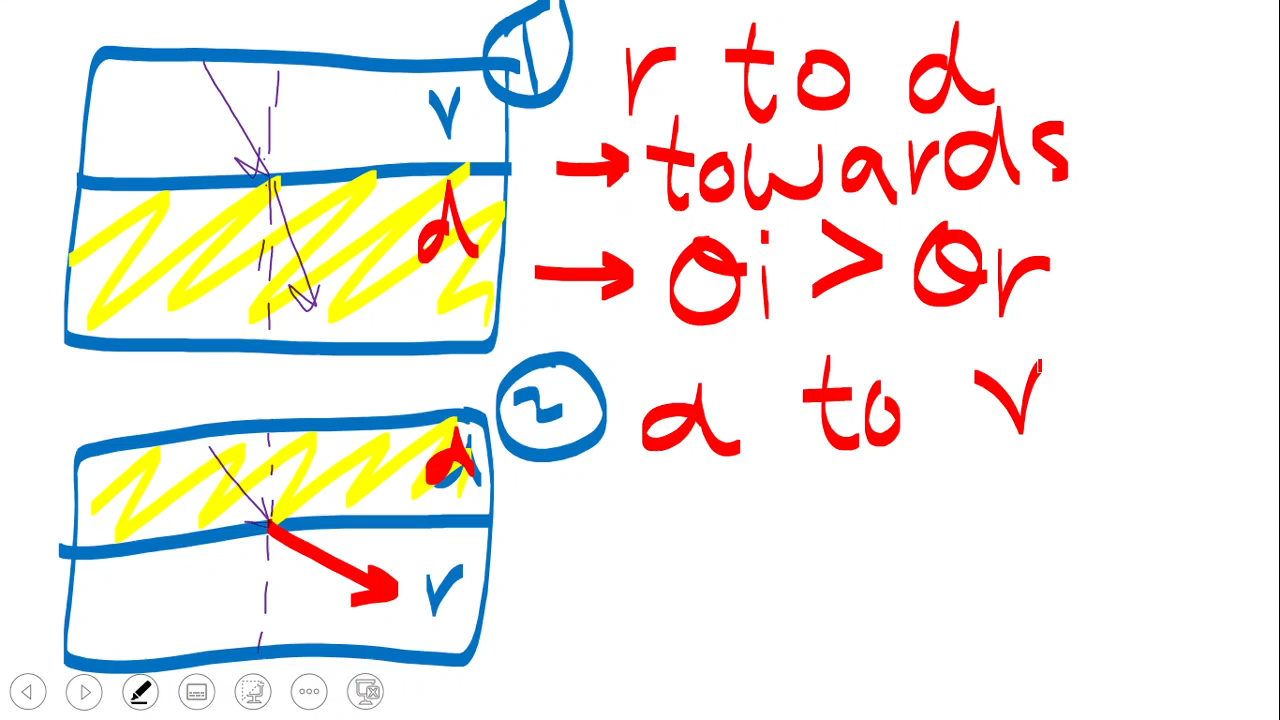 1
r
r to d
→ towards
d
→ θi > θr
2
d to r
d
r